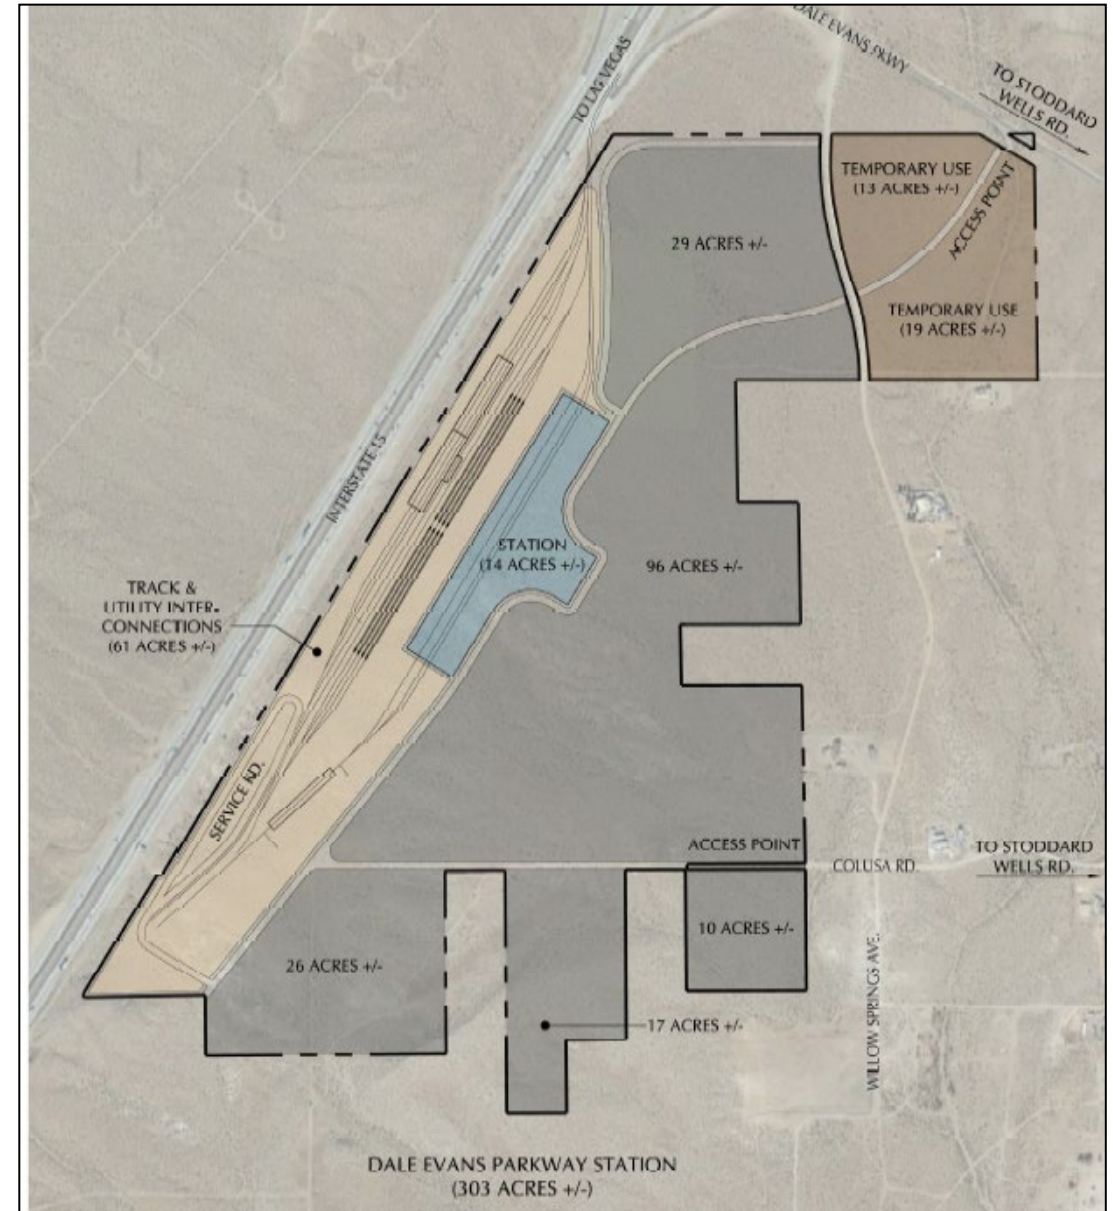 DALE EVANS PKWY
TO LAS VEGAS
TO STODDARD
WELLS RD.
TEMPORARY USE
(13 ACRES +/-)
ACCESS POINT
29 ACRES +/-
TEMPORARY USE
(19 ACRES +/-)
INTERSTATE 15
STATION
(14 ACRES +/-)
96 ACRES +/-
TRACK &
UTILITY INTER-
CONNECTIONS
(61 ACRES +/-)
SERVICE RD.
ACCESS POINT
COLUSA RD.
TO STODDARD
WELLS RD.
10 ACRES +/-
26 ACRES +/-
17 ACRES +/-
WILLOW SPRINGS AVE.
DALE EVANS PARKWAY STATION
(303 ACRES +/-)